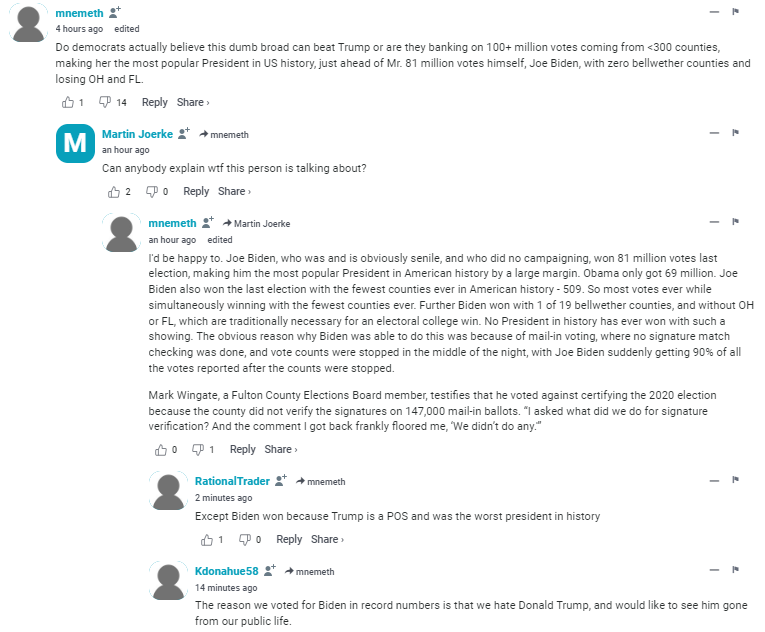 mnemeth
4 hours ago edited
Do democrats actually believe this dumb broad can beat Trump or are they banking on 100+ million votes coming from <300 counties,
making her the most popular President in US history, just ahead of Mr. 81 million votes himself, Joe Biden, with zero bellwether counties and
losing OH and FL.
1 14 Reply Share ›
M
Martin Joerke mnemeth
an hour ago
Can anybody explain wtf this person is talking about?
2 0 Reply Share ›
mnemeth Martin Joerke
an hour ago edited
I'd be happy to. Joe Biden, who was and is obviously senile, and who did no campaigning, won 81 million votes last
election, making him the most popular President in American history by a large margin. Obama only got 69 million. Joe
Biden also won the last election with the fewest counties ever in American history - 509. So most votes ever while
simultaneously winning with the fewest counties ever. Further Biden won with 1 of 19 bellwether counties, and without OH
or FL, which are traditionally necessary for an electoral college win. No President in history has ever won with such a
showing. The obvious reason why Biden was able to do this was because of mail-in voting, where no signature match
checking was done, and vote counts were stopped in the middle of the night, with Joe Biden suddenly getting 90% of all
the votes reported after the counts were stopped.
Mark Wingate, a Fulton County Elections Board member, testifies that he voted against certifying the 2020 election
because the county did not verify the signatures on 147,000 mail-in ballots. "I asked what did we do for signature
verification? And the comment I got back frankly floored me, 'We didn't do any.'"
0 1 Reply Share ›
RationalTrader mnemeth
2 minutes ago
Except Biden won because Trump is a POS and was the worst president in history
1 0 Reply Share ›
Kdonahue58 mnemeth
14 minutes ago
The reason we voted for Biden in record numbers is that we hate Donald Trump, and would like to see him gone
from our public life.